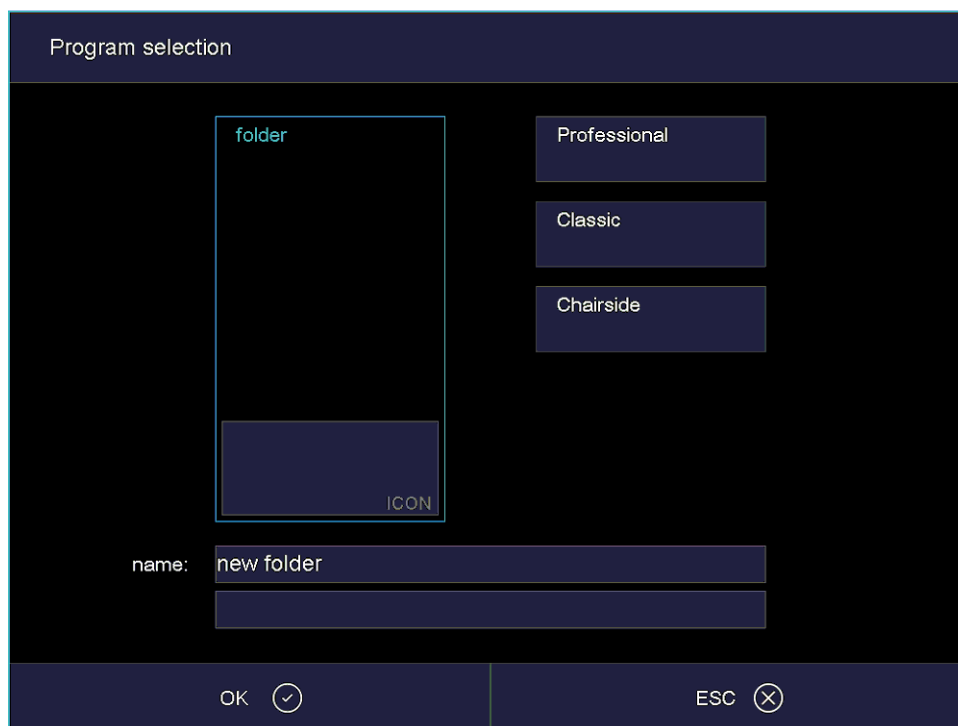 Program selection
folder
Professional
Classic
Chairside
ICON
name: new folder
OK
ESC